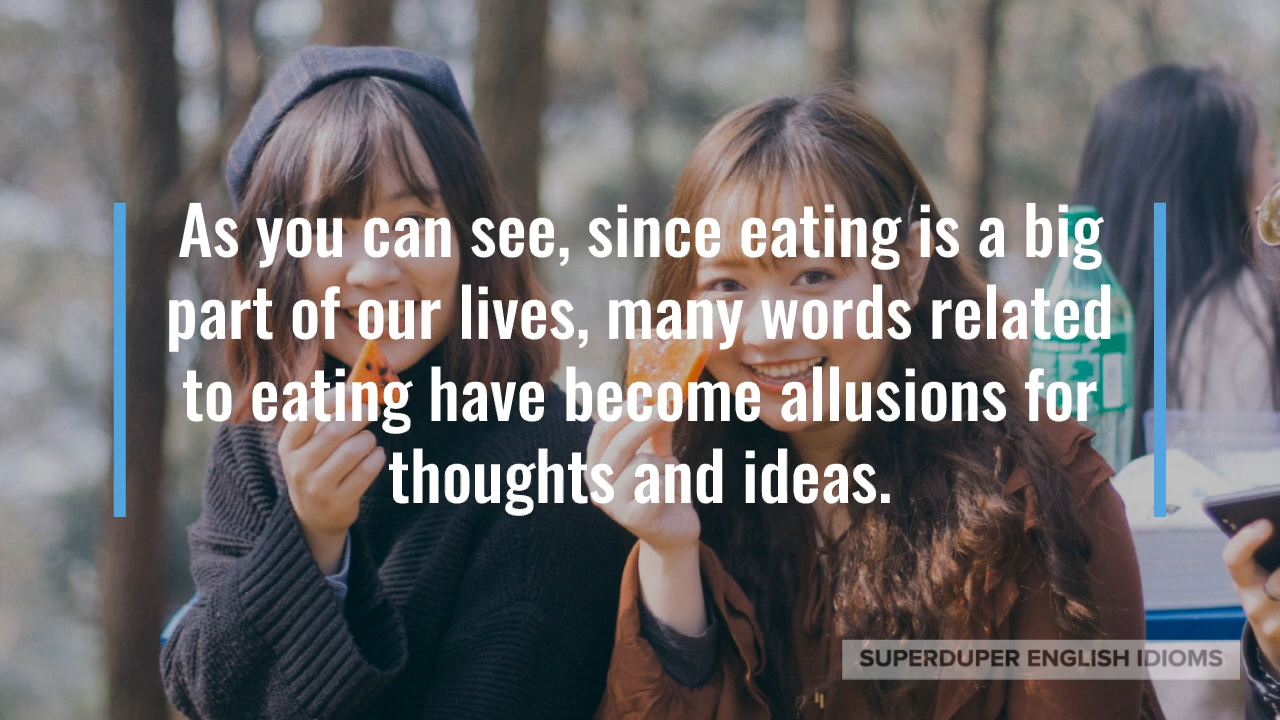 As you can see, since eating is a big
part of our lives, many words related
to eating have become allusions for
thoughts and ideas.
SUPERDUPER ENGLISH IDIOMS